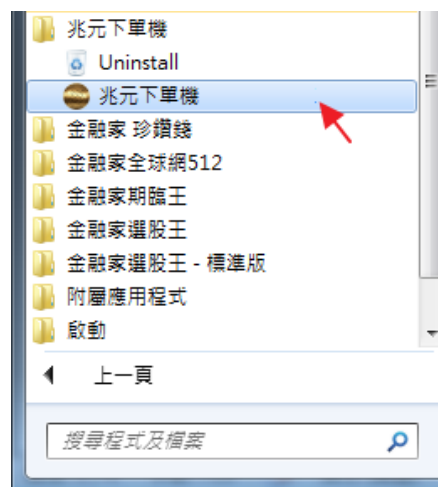 兆元下單機
Uninstall
兆元下單機
金融家 珍鑽錢
金融家全球網512
金融家期臨王
金融家選股王
金融家選股王 - 標準版
附屬應用程式
啟動
上一頁
搜尋程式及檔案